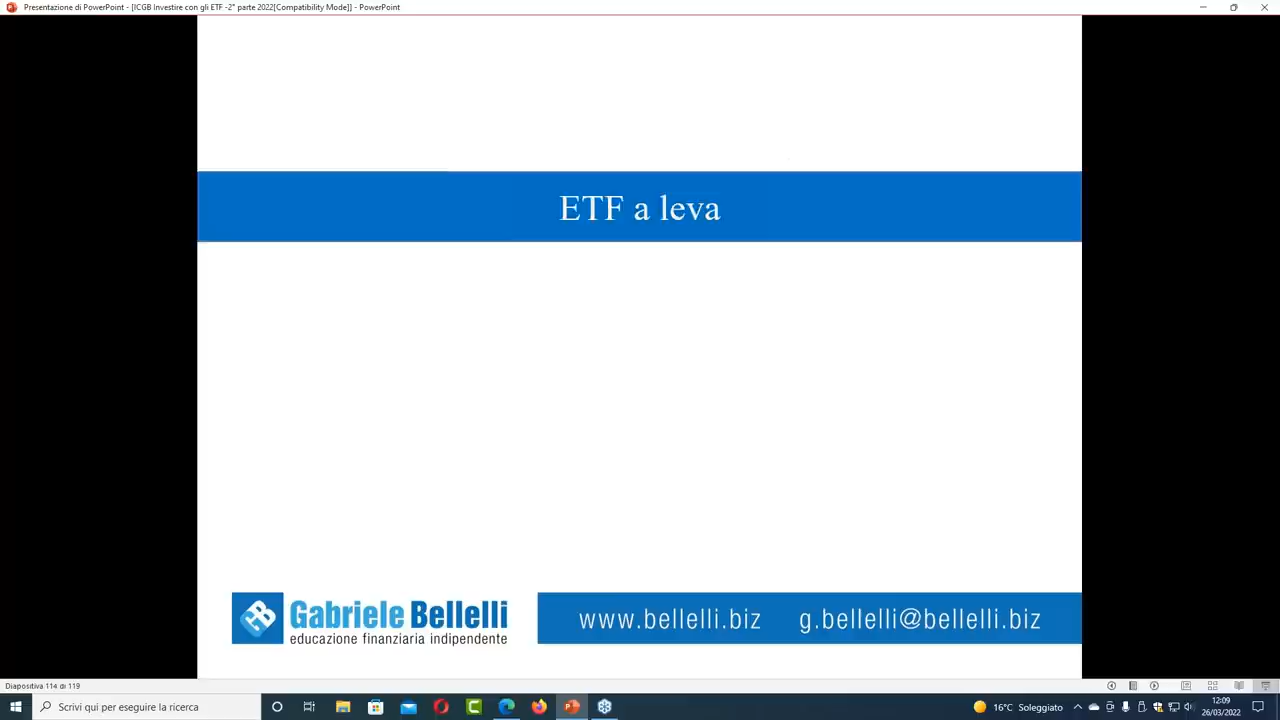 Presentazione di PowerPoint - [ICGB Investire con gli ETF -2° parte 2022[Compatibility Mode]] - PowerPoint
ETF a leva
Gabriele Bellelli
educazione finanziaria indipendente
www.bellelli.biz g.bellelli@bellelli.biz
Diapositiva 114 di 119
Scrivi qui per eseguire la ricerca
16°C Soleggiato
12:09
26/03/2022